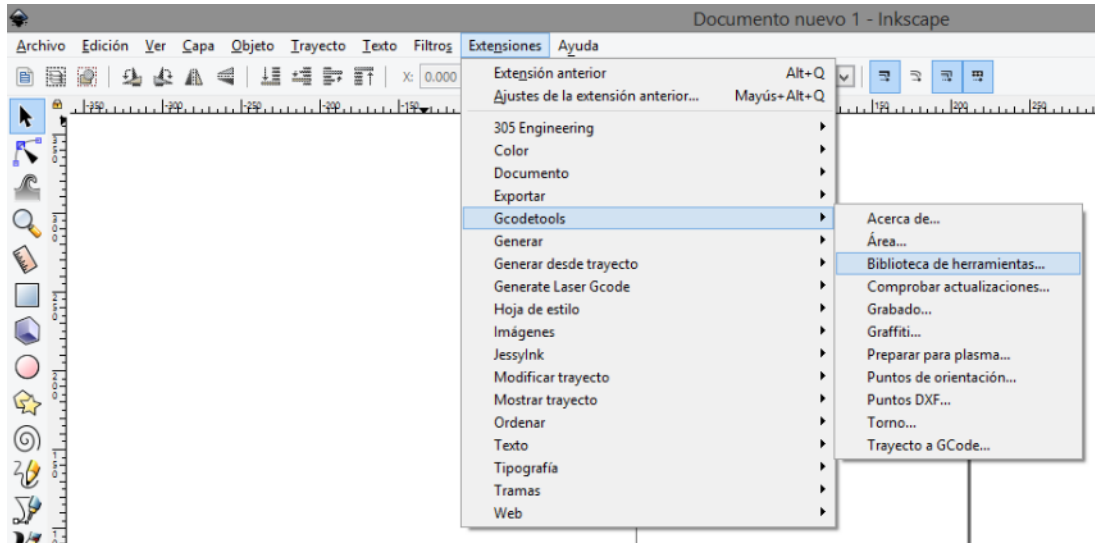 Documento nuevo 1 - Inkscape
Archivo Edición Ver Capa Objeto Trayecto Texto Filtros Extensiones Ayuda
X: 0.000
Extensión anterior Alt+Q
Ajustes de la extensión anterior... Mayús+Alt+Q
305 Engineering
Color
Documento
Exportar
Gcodetools
Generar
Generar desde trayecto
Generate Laser Gcode
Hoja de estilo
Imágenes
JessyInk
Modificar trayecto
Mostrar trayecto
Ordenar
Texto
Tipografía
Tramas
Web
Acerca de...
Área...
Biblioteca de herramientas...
Comprobar actualizaciones...
Grabado...
Graffiti...
Preparar para plasma...
Puntos de orientación...
Puntos DXF...
Torno...
Trayecto a GCode...